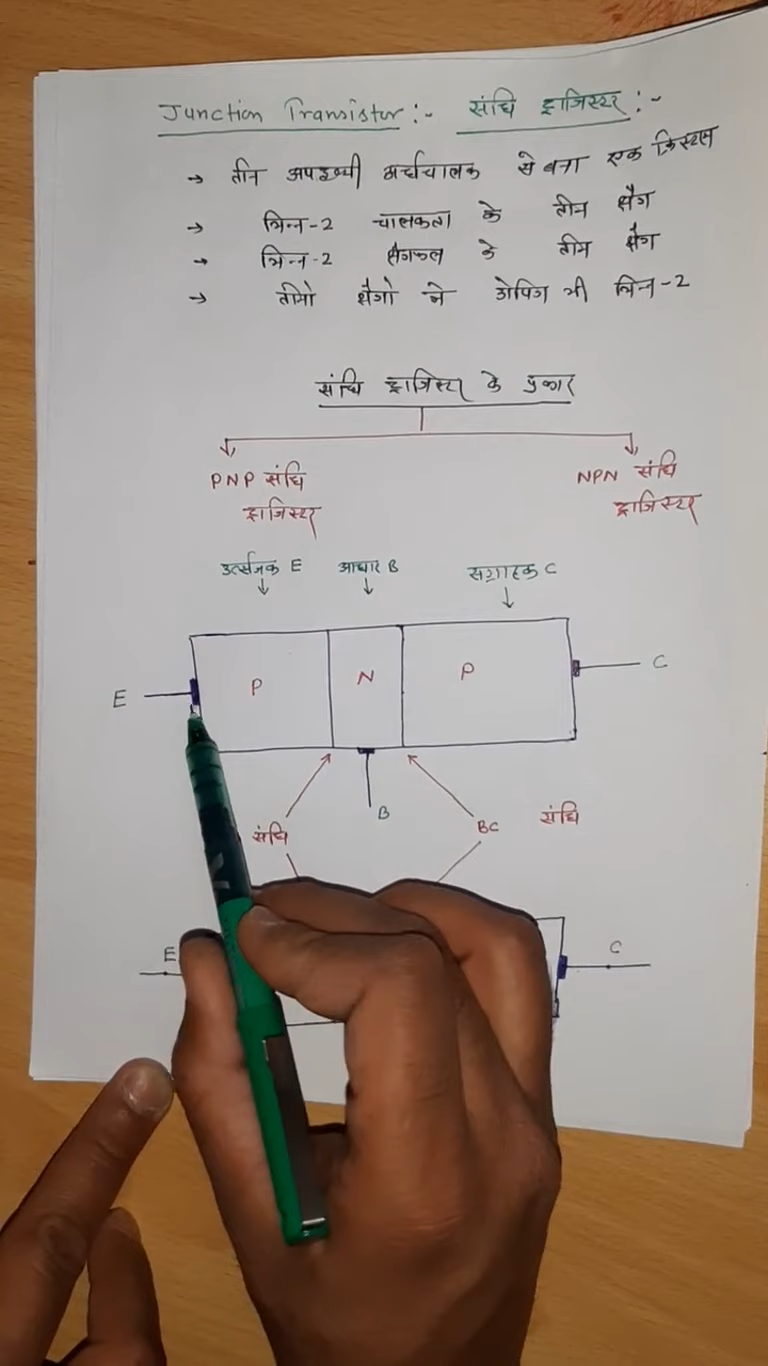 Junction Transistor:- संधि ट्रांजिस्टर:-
→ तीन अपद्रव्यी अर्धचालक से बना एक क्रिस्टल
→ भिन्न-2 चालकता के तीन क्षेत्र
→ भिन्न-2 क्षेत्रफल के तीन क्षेत्र
→ तीनो क्षेत्रो मे डोपिंग भी भिन्न-2
संधि ट्रांजिस्टर के प्रकार
PNP संधि ट्रांजिस्टर
NPN संधि ट्रांजिस्टर
उत्सर्जक E आधार B संग्राहक C
E P N P C
B
संधि BC संधि
E C